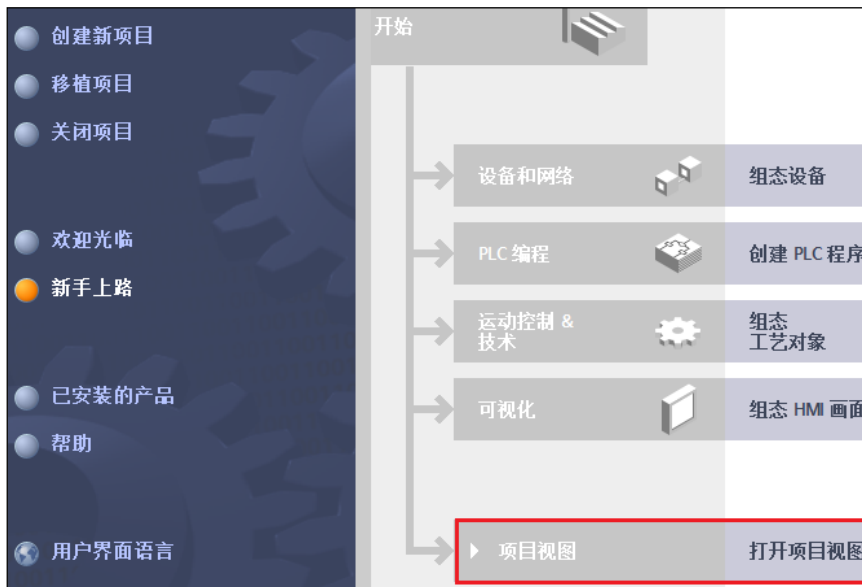 创建新项目
移植项目
关闭项目
欢迎光临
新手上路
已安装的产品
帮助
用户界面语言
开始
设备和网络
组态设备
PLC 编程
创建 PLC 程序
运动控制 &
技术
组态
工艺对象
可视化
组态 HMI 画面
项目视图
打开项目视图